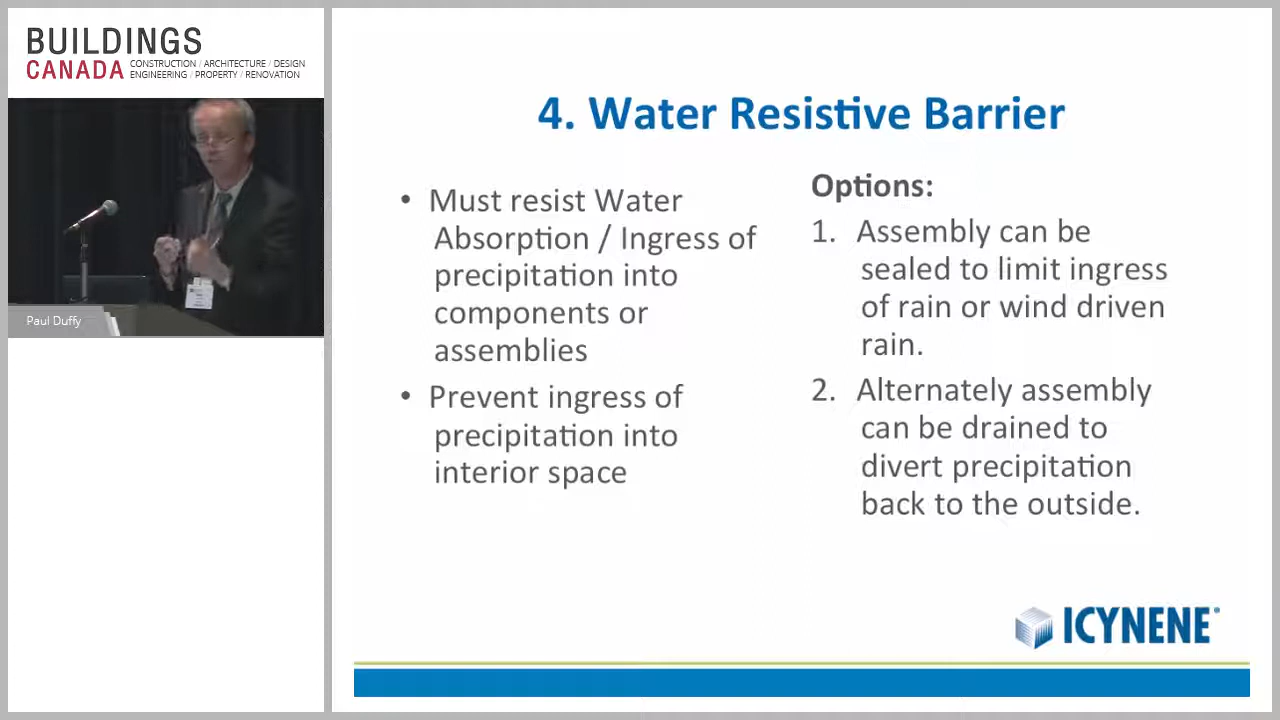 BUILDINGS
CANADA CONSTRUCTION / ARCHITECTURE / DESIGN
ENGINEERING / PROPERTY / RENOVATION
Paul Duffy
4. Water Resistive Barrier
• Must resist Water
Absorption / Ingress of
precipitation into
components or
assemblies
• Prevent ingress of
precipitation into
interior space
Options:
1. Assembly can be
sealed to limit ingress
of rain or wind driven
rain.
2. Alternately assembly
can be drained to
divert precipitation
back to the outside.
ICYNENE®